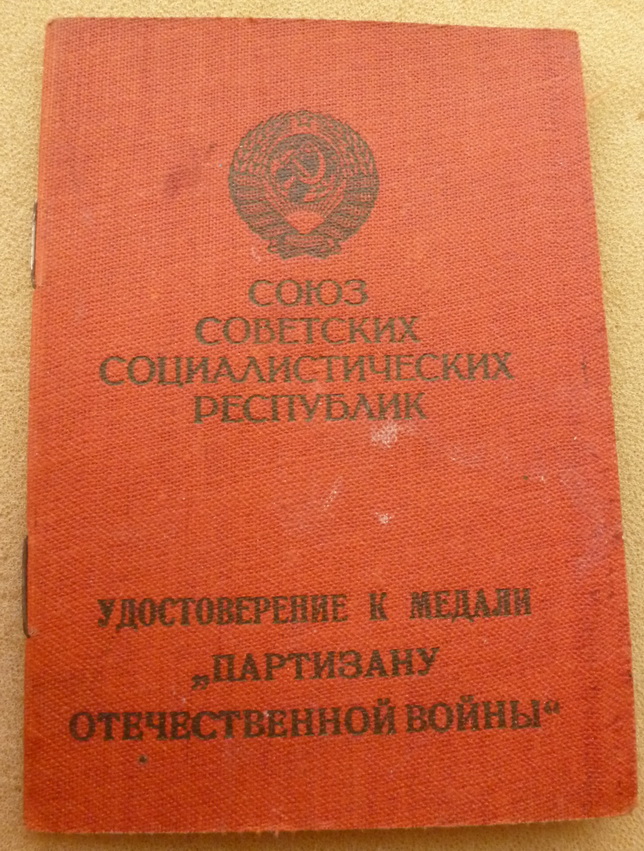 СОЮЗ
СОВЕТСКИХ
СОЦИАЛИСТИЧЕСКИХ
РЕСПУБЛИК
УДОСТОВЕРЕНИЕ К МЕДАЛИ
„ПАРТИЗАНУ
ОТЕЧЕСТВЕННОЙ ВОЙНЫ“